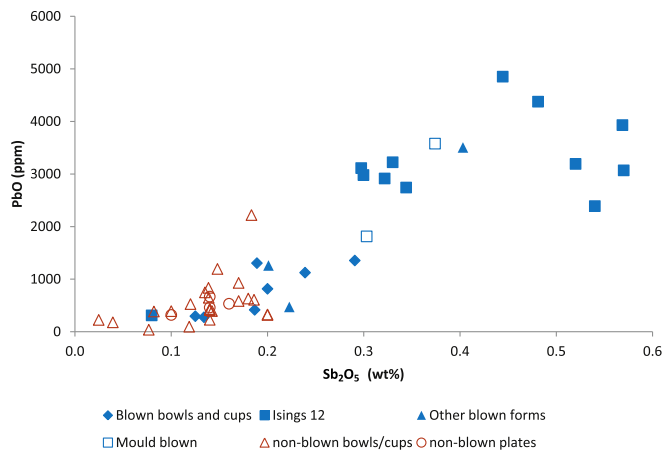 6000
5000
4000
3000
2000
1000
0
PbO (ppm)
0.0 0.1 0.2 0.3 0.4 0.5 0.6
Sb₂O₅ (wt%)
Blown bowls and cups Isings 12 Other blown forms
Mould blown non-blown bowls/cups non-blown plates